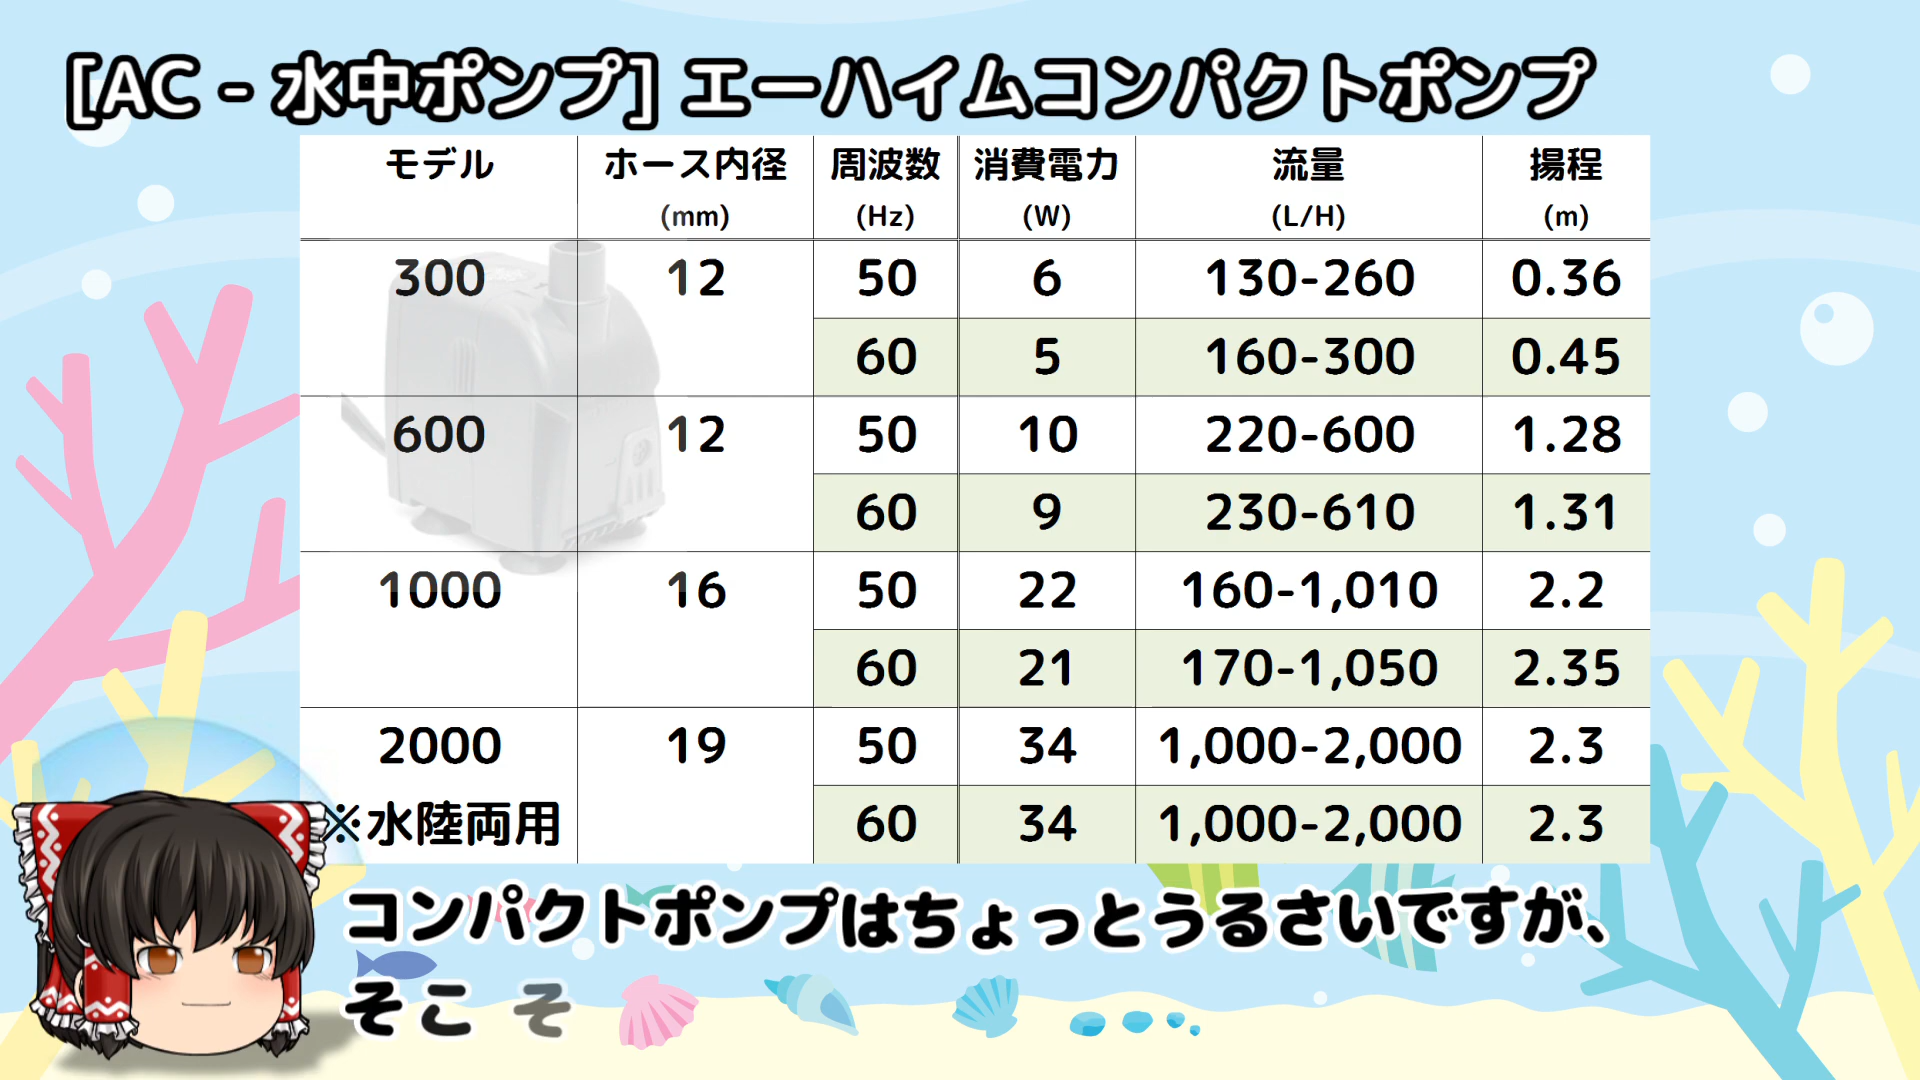 [AC - 水中ポンプ] エーハイムコンパクトポンプ
モデル ホース内径 周波数 消費電力 流量 揚程
(mm) (Hz) (W) (L/H) (m)
300 12 50 6 130-260 0.36
60 5 160-300 0.45
600 12 50 10 220-600 1.28
60 9 230-610 1.31
1000 16 50 22 160-1,010 2.2
60 21 170-1,050 2.35
2000 19 50 34 1,000-2,000 2.3
※水陸両用 60 34 1,000-2,000 2.3
コンパクトポンプはちょっとうるさいですが、
そこ そ